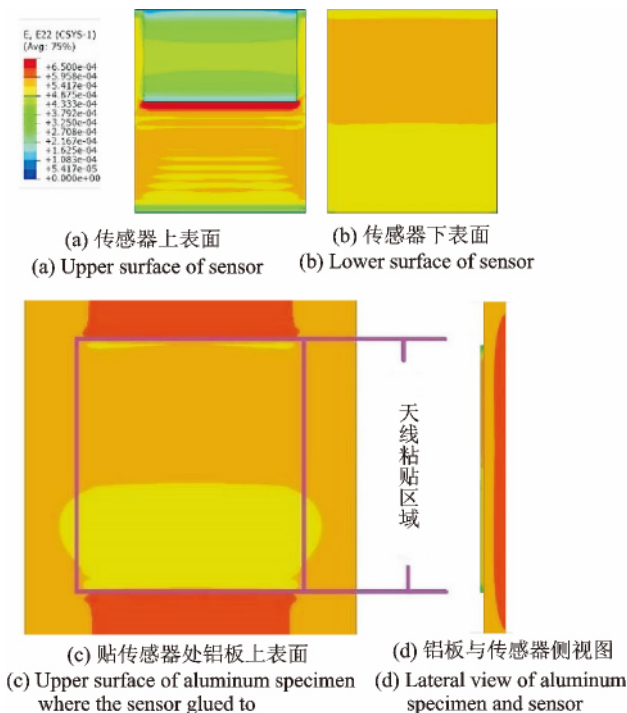 E, E22 (CSYS-1)
(Avg: 75%)
+6.500e-04
+5.958e-04
+5.417e-04
+4.875e-04
+4.333e-04
+3.792e-04
+3.250e-04
+2.708e-04
+2.167e-04
+1.625e-04
+1.083e-04
+5.417e-05
+0.000e+00
(a) 传感器上表面
(a) Upper surface of sensor
(b) 传感器下表面
(b) Lower surface of sensor
天线粘贴区域
(c) 贴传感器处铝板上表面
(c) Upper surface of aluminum specimen
where the sensor glued to
(d) 铝板与传感器侧视图
(d) Lateral view of aluminum
specimen and sensor